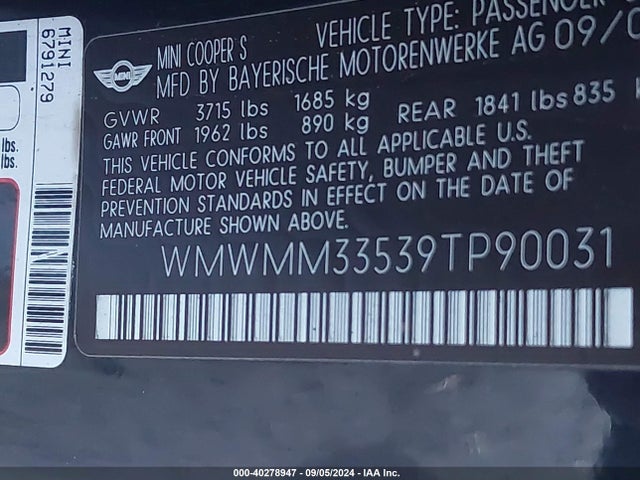 MINI
6791279
lbs.
lbs.
MINI
MINI COOPER S VEHICLE TYPE: PASSENGER
MFD BY BAYERISCHE MOTORENWERKE AG 09/0
GVWR 3715 lbs 1685 kg
GAWR FRONT 1962 lbs 890 kg REAR 1841 lbs 835 k
THIS VEHICLE CONFORMS TO ALL APPLICABLE U.S.
FEDERAL MOTOR VEHICLE SAFETY, BUMPER AND THEFT
PREVENTION STANDARDS IN EFFECT ON THE DATE OF
MANUFACTURE SHOWN ABOVE.
WMWMM33539TP90031
000-40278947 - 09/05/2024 - IAA Inc.